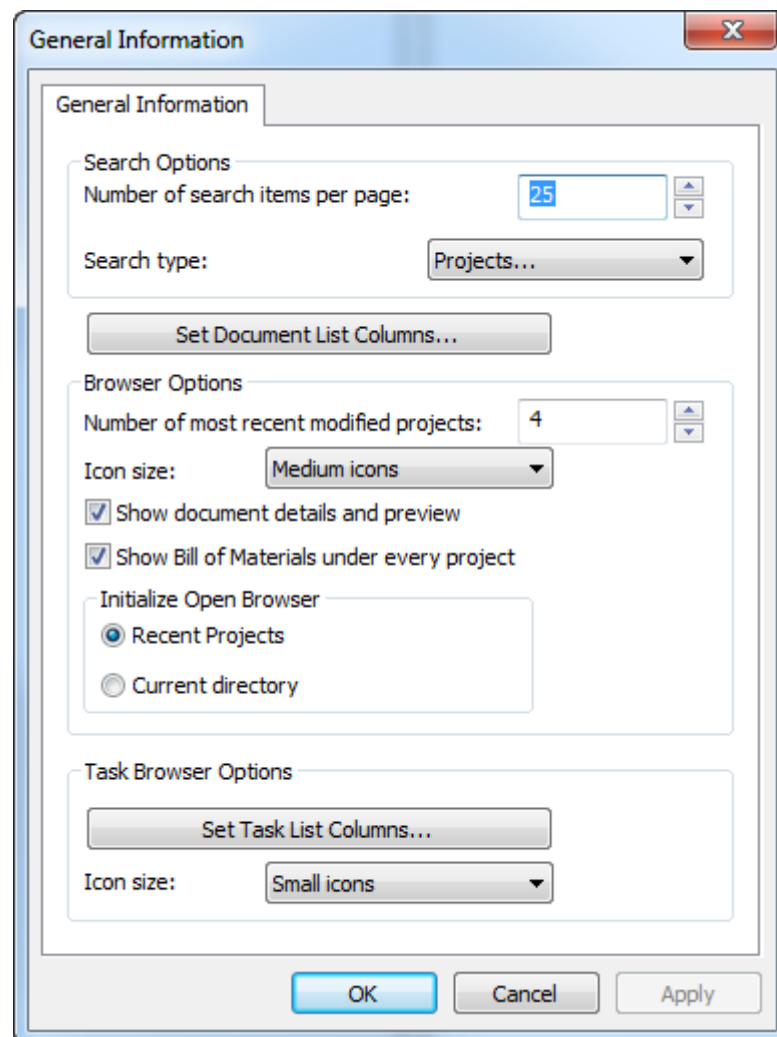 General Information
General Information
Search Options
Number of search items per page: 25
Search type: Projects...
Set Document List Columns...
Browser Options
Number of most recent modified projects: 4
Icon size: Medium icons
Show document details and preview
Show Bill of Materials under every project
Initialize Open Browser
Recent Projects
Current directory
Task Browser Options
Set Task List Columns...
Icon size: Small icons
OK Cancel Apply